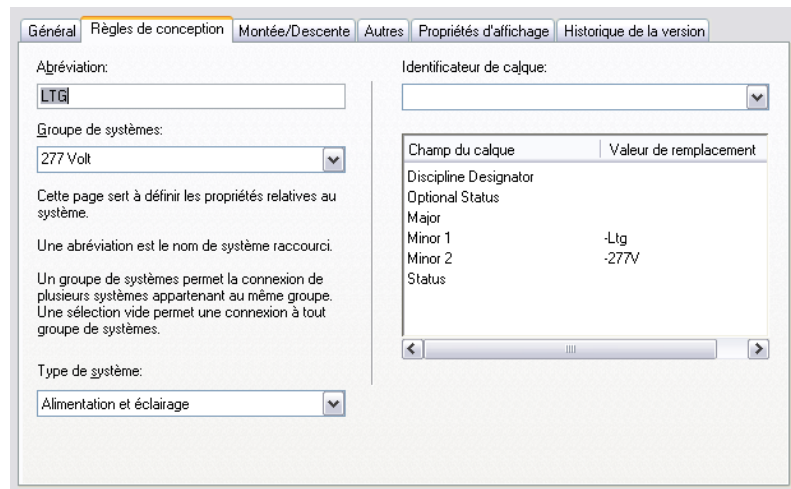 Général Règles de conception Montée/Descente Autres Propriétés d'affichage Historique de la version
Abréviation:
LTG
Groupe de systèmes:
277 Volt
Cette page sert à définir les propriétés relatives au
système.
Une abréviation est le nom de système raccourci.
Un groupe de systèmes permet la connexion de
plusieurs systèmes appartenant au même groupe.
Une sélection vide permet une connexion à tout
groupe de systèmes.
Type de système:
Alimentation et éclairage
Identificateur de calque:
Champ du calque Valeur de remplacement
Discipline Designator
Optional Status
Major
Minor 1 -Ltg
Minor 2 -277V
Status